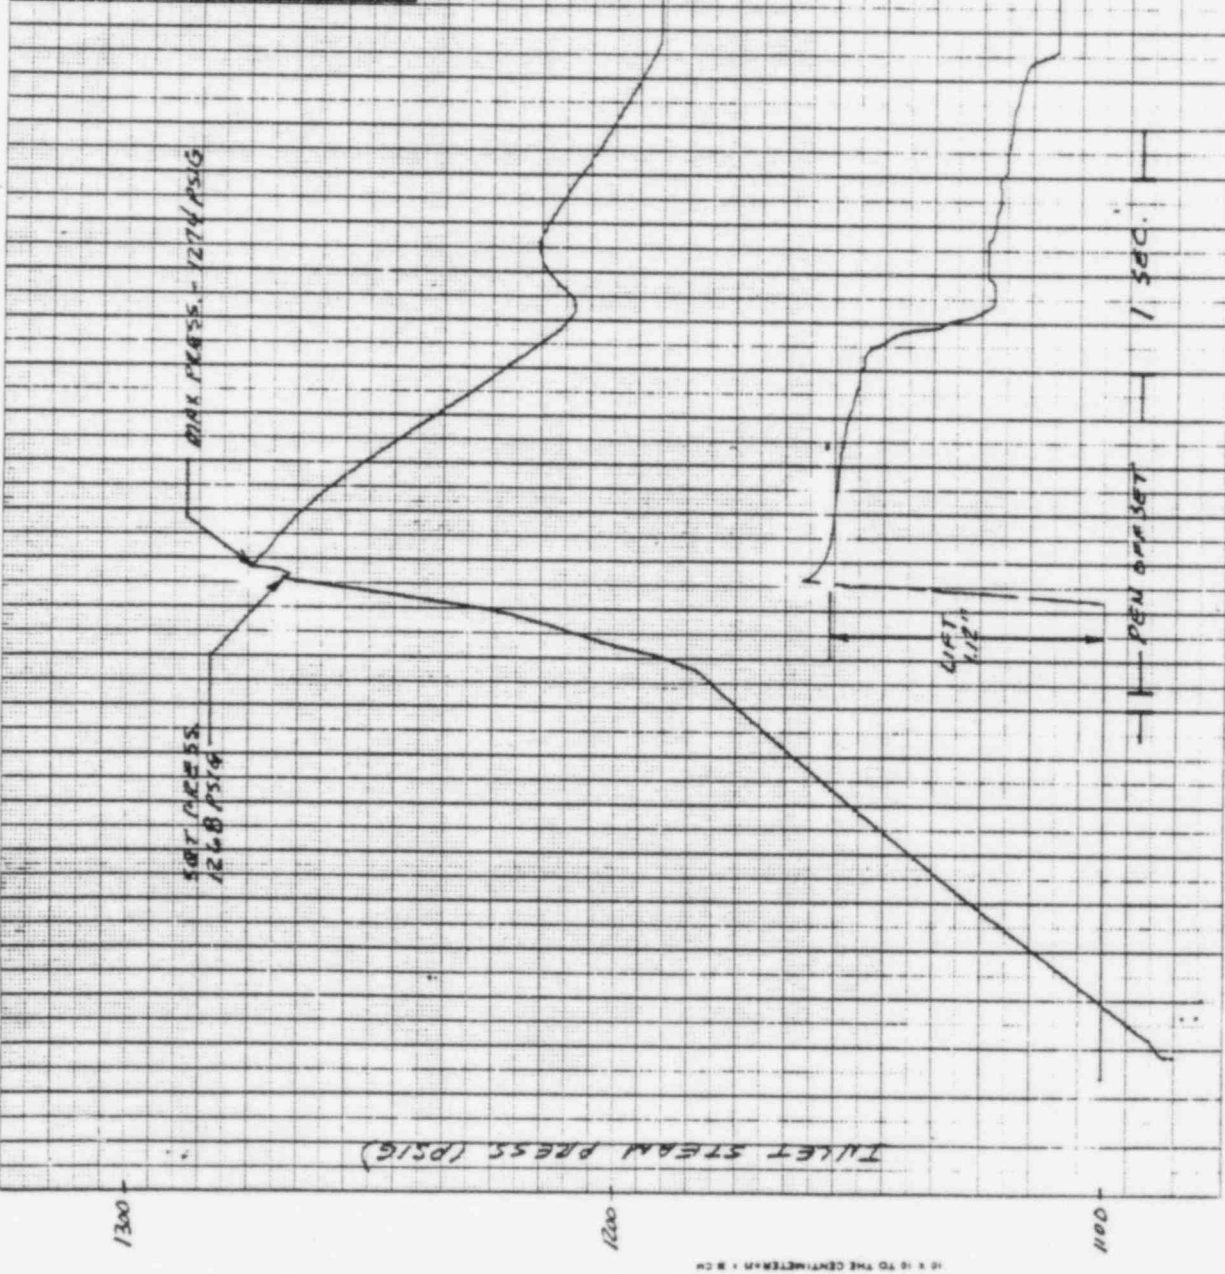 MAX PRESS. - 1274 PSIG
SET PRESS.
1268 PSIG
LIFT
1.12"
PEN OFFSET
1 SEC.
INLET STEAM PRESS (PSIG)
1300
1200
1100
10 X 10 TO THE CENTIMETER